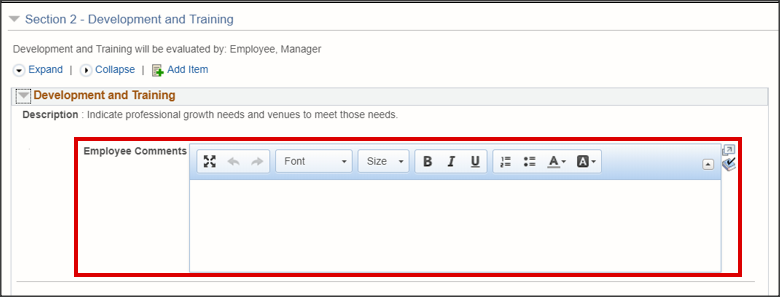 Section 2 - Development and Training
Development and Training will be evaluated by: Employee, Manager
Expand | Collapse | Add Item
Development and Training
Description : Indicate professional growth needs and venues to meet those needs.
Employee Comments Font Size B I U A A